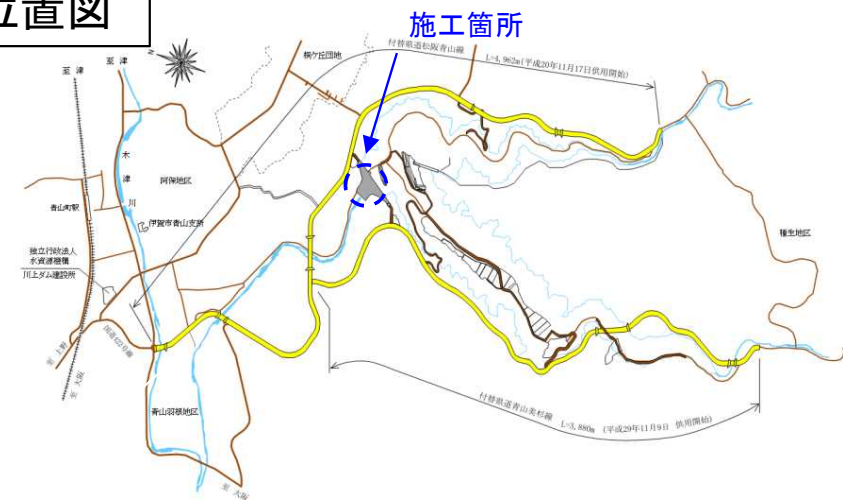 位置図
施工箇所
付替県道松阪青山線
L=4,962m(平成20年11月17日供用開始)
桐ケ丘団地
至 津
至 津
N
木津川
阿保地区
青山町駅
伊賀市青山支所
独立行政法人
水資源機構
川上ダム建設所
種生地区
国道422号線
至 上野
至 大阪
青山羽根地区
付替県道青山美杉線
L=3,880m (平成29年11月9日 供用開始)
至 大阪